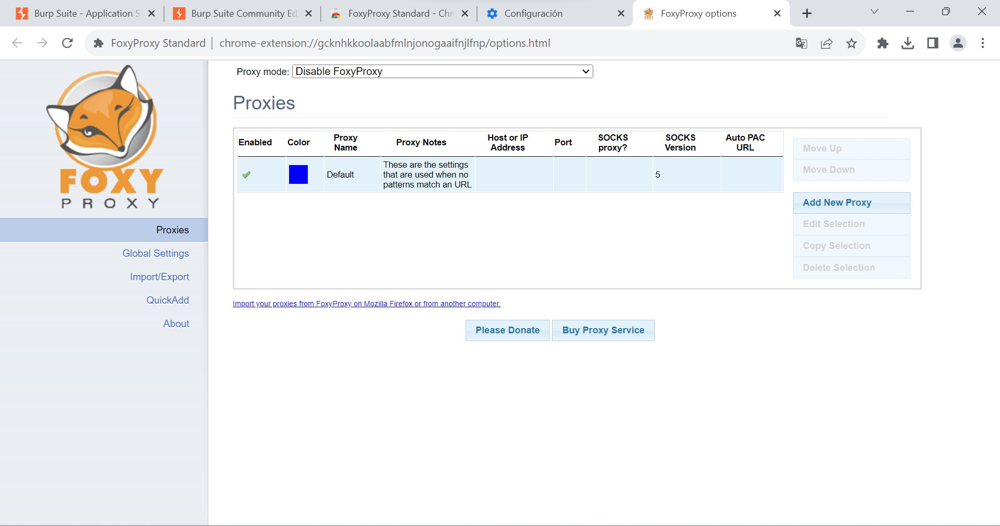 Burp Suite - Application S
Burp Suite Community Ed
FoxyProxy Standard - Chr
Configuración
FoxyProxy options
FoxyProxy Standard
chrome-extension://gcknhkkoolaabfmlnjonogaaifnjlfnp/options.html
FOXY
PROXY
Proxies
Global Settings
Import/Export
QuickAdd
About
Proxy mode: Disable FoxyProxy
Proxies
Enabled Color Proxy Name Proxy Notes Host or IP Address Port SOCKS proxy? SOCKS Version Auto PAC URL
Default These are the settings that are used when no patterns match an URL 5
Move Up
Move Down
Add New Proxy
Edit Selection
Copy Selection
Delete Selection
Import your proxies from FoxyProxy on Mozilla Firefox or from another computer.
Please Donate Buy Proxy Service